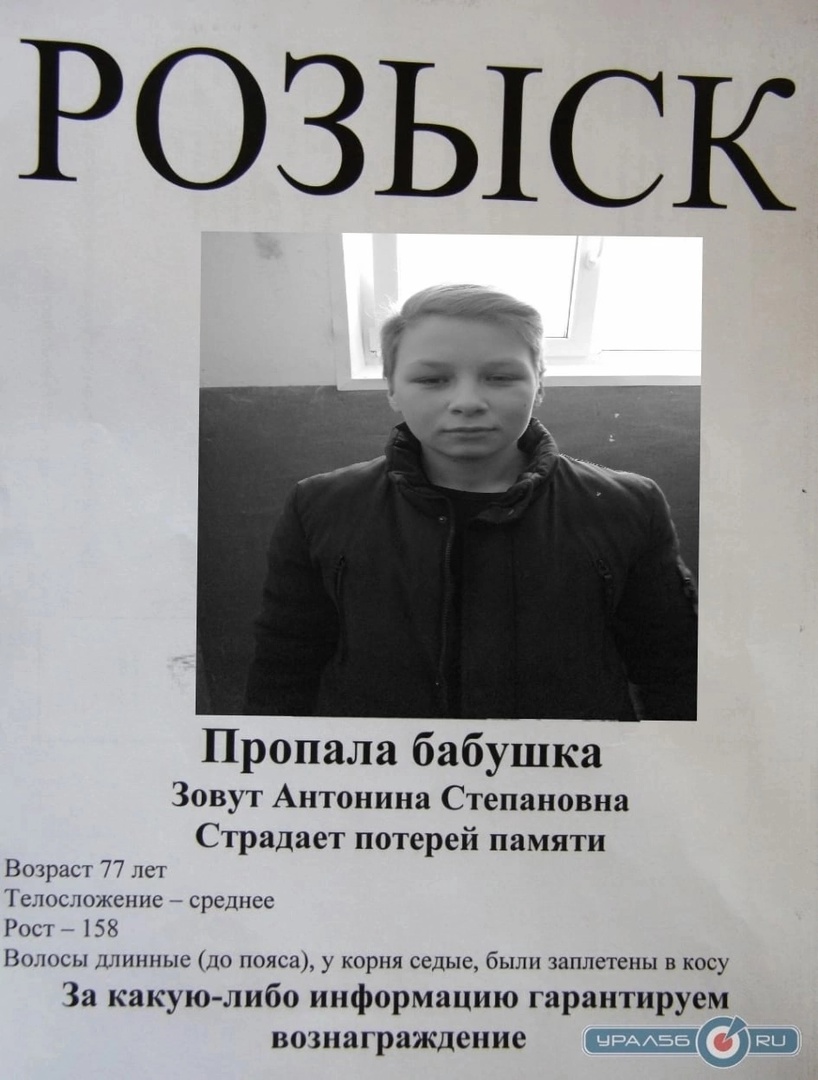 РОЗЫСК
Пропала бабушка
Зовут Антонина Степановна
Страдает потерей памяти
Возраст 77 лет
Телосложение – среднее
Рост – 158
Волосы длинные (до пояса), у корня седые, были заплетены в косу
За какую-либо информацию гарантируем
вознаграждение
УРАЛ56 RU